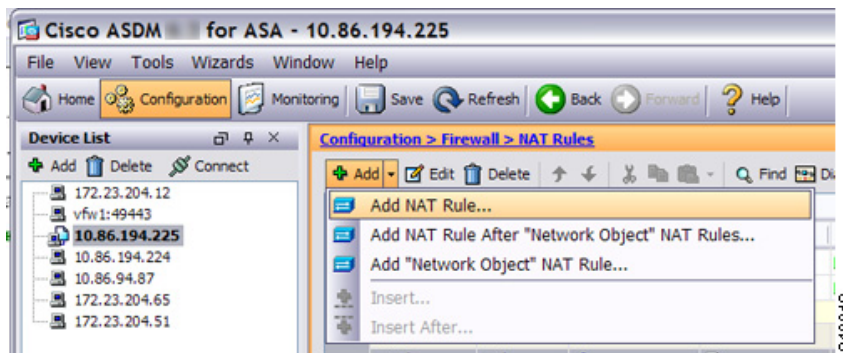 Cisco ASDM for ASA - 10.86.194.225
File View Tools Wizards Window Help
Home Configuration Monitoring Save Refresh Back Forward Help
Device List
Add Delete Connect
172.23.204.12
vfw1:49443
10.86.194.225
10.86.194.224
10.86.94.87
172.23.204.65
172.23.204.51
Configuration > Firewall > NAT Rules
Add Edit Delete Find
Add NAT Rule...
Add NAT Rule After "Network Object" NAT Rules...
Add "Network Object" NAT Rule...
Insert...
Insert After...